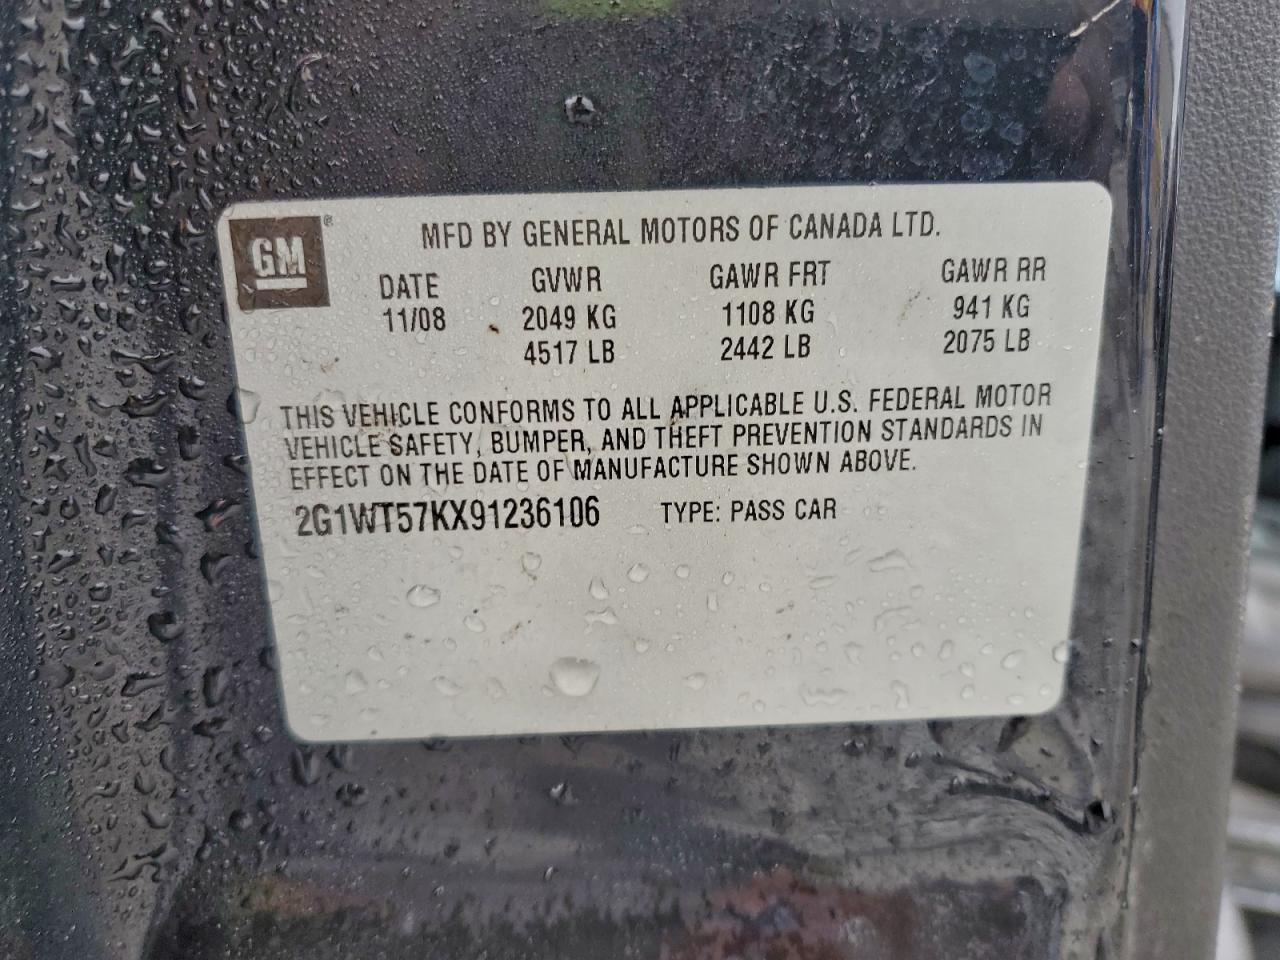 GM®
MFD BY GENERAL MOTORS OF CANADA LTD.
DATE GVWR GAWR FRT GAWR RR
11/08 2049 KG 1108 KG 941 KG
4517 LB 2442 LB 2075 LB
THIS VEHICLE CONFORMS TO ALL APPLICABLE U.S. FEDERAL MOTOR
VEHICLE SAFETY, BUMPER, AND THEFT PREVENTION STANDARDS IN
EFFECT ON THE DATE OF MANUFACTURE SHOWN ABOVE.
2G1WT57KX91236106 TYPE: PASS CAR